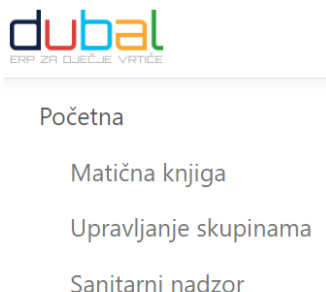 dubal
ERP ZA DJEČJE VRTIĆE
Početna
Matična knjiga
Upravljanje skupinama
Sanitarni nadzor